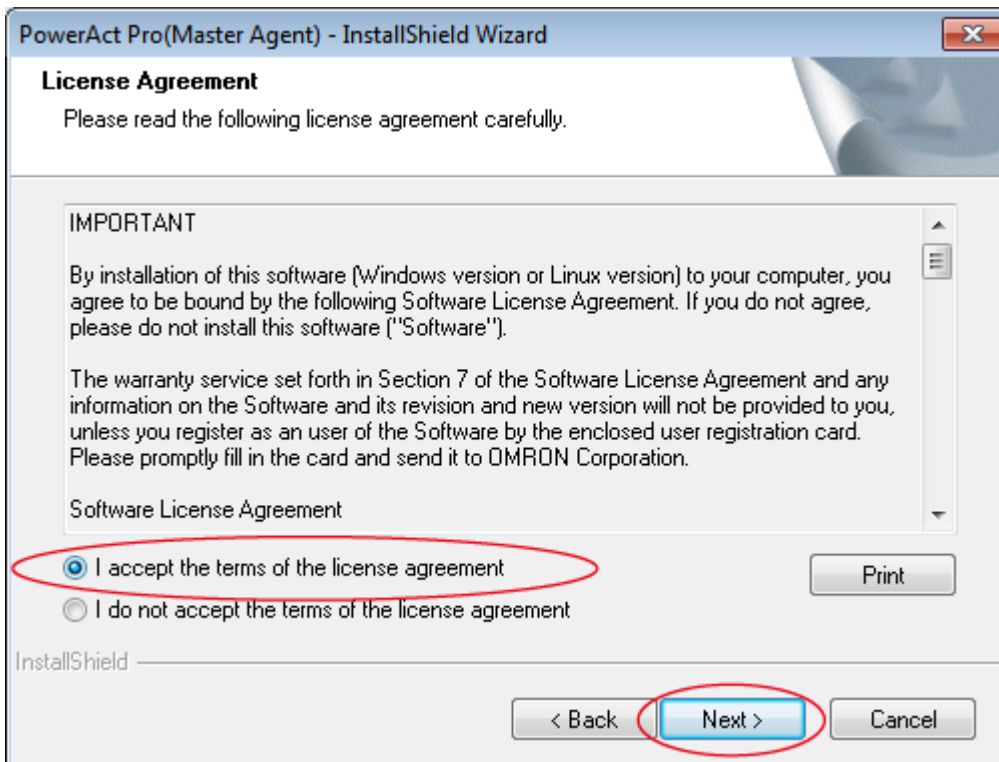 PowerAct Pro(Master Agent) - InstallShield Wizard
License Agreement
Please read the following license agreement carefully.
IMPORTANT
By installation of this software (Windows version or Linux version) to your computer, you
agree to be bound by the following Software License Agreement. If you do not agree,
please do not install this software ("Software").
The warranty service set forth in Section 7 of the Software License Agreement and any
information on the Software and its revision and new version will not be provided to you,
unless you register as an user of the Software by the enclosed user registration card.
Please promptly fill in the card and send it to OMRON Corporation.
Software License Agreement
I accept the terms of the license agreement
Print
I do not accept the terms of the license agreement
InstallShield
< Back
Next >
Cancel